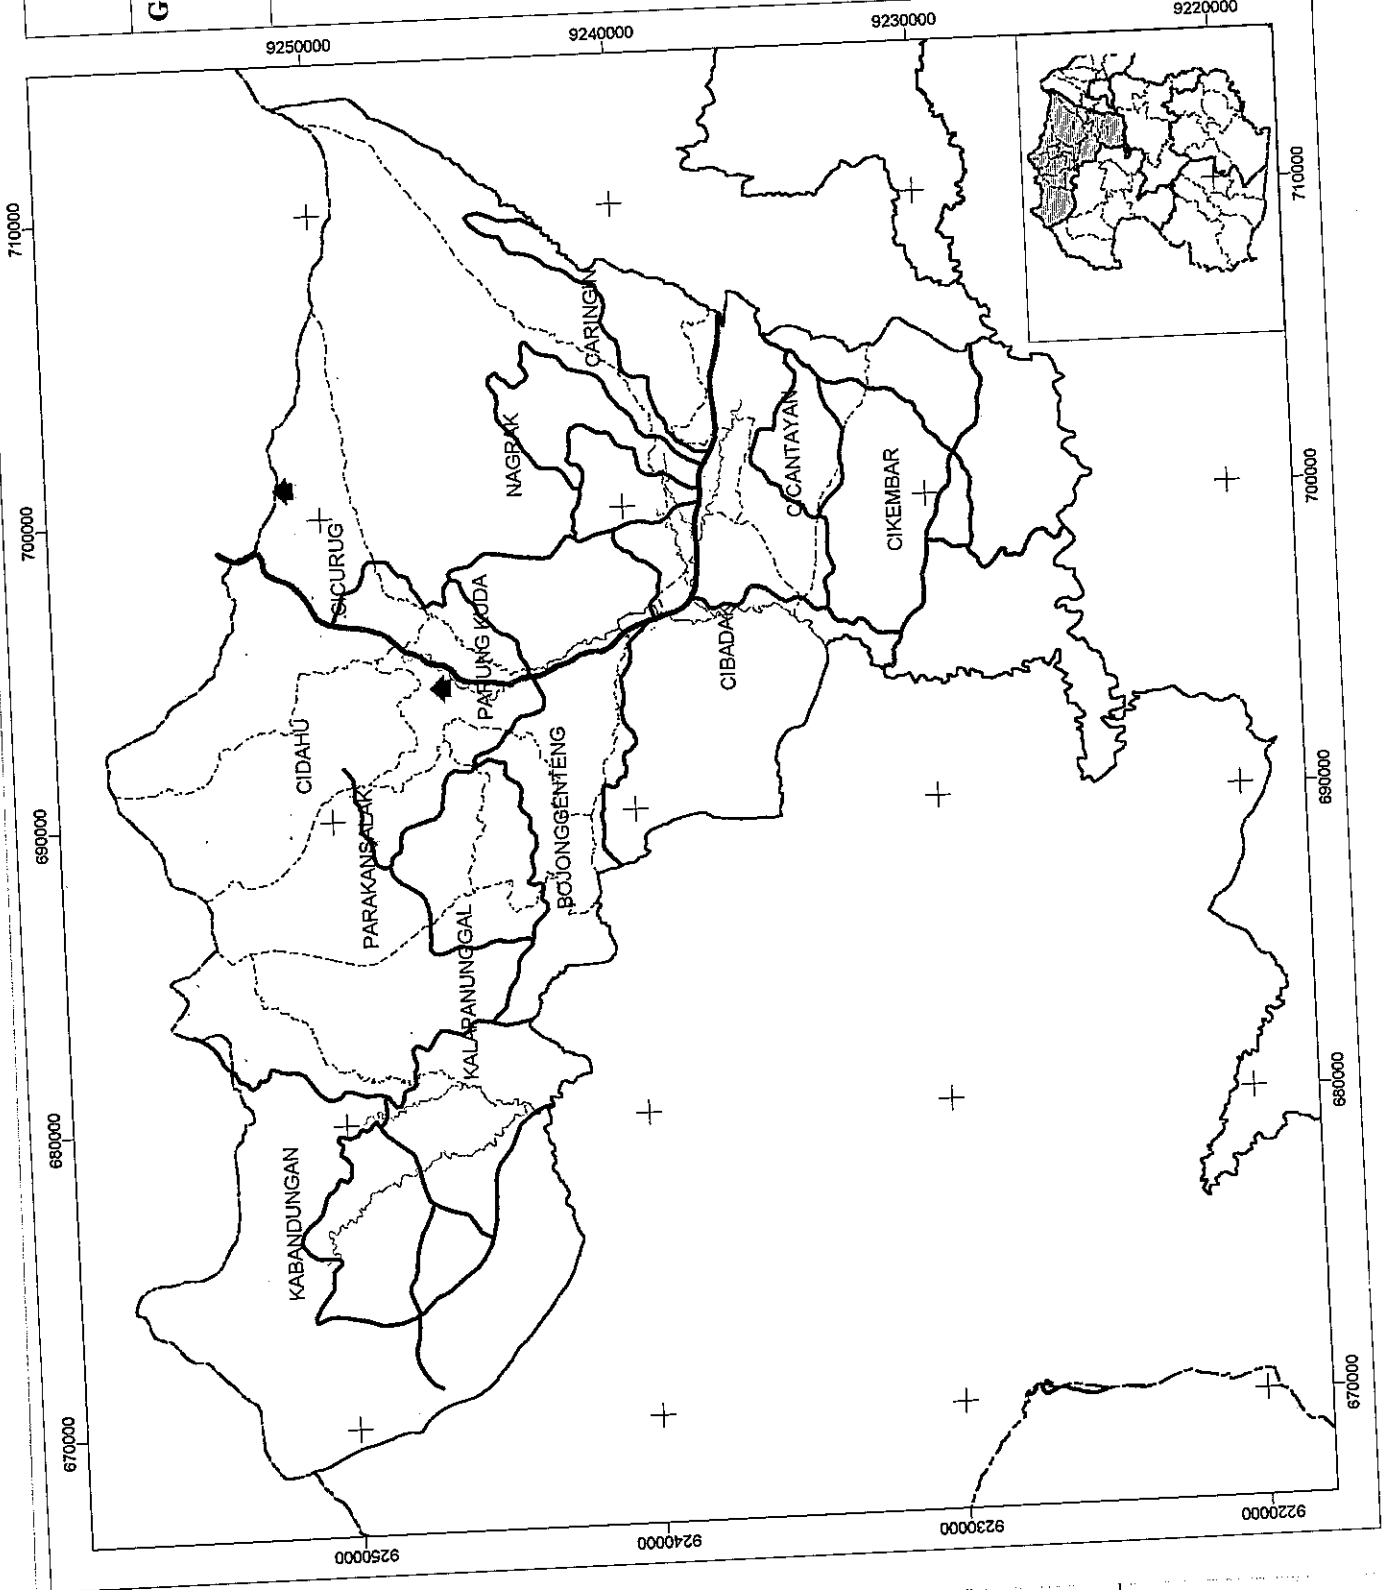 G
9250000
9240000
9230000
9220000
710000
700000
690000
680000
670000
CARINGIN
NAGRAK
CICANTAYAN
CIKEMBAR
CICURUG
PARUNG KUDA
CIBADAK
CIDAHU
BOJONGGENTENG
PARAKANSALAK
KALAPANUNGGAL
KABANDUNGAN
710000
700000
690000
680000
670000
9250000
9240000
9230000
9220000